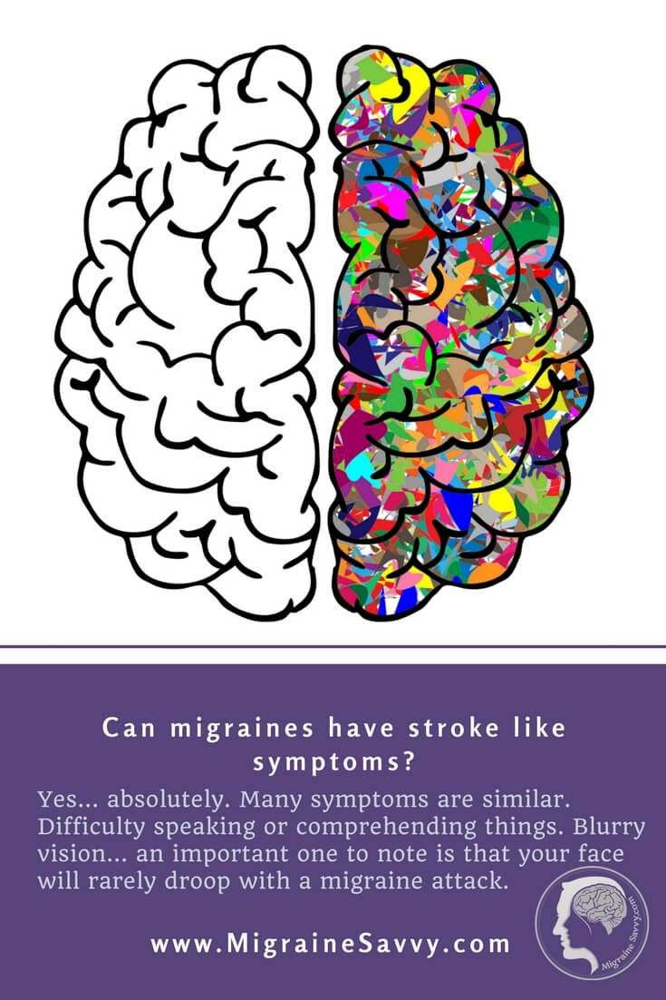 Can migraines have stroke like
symptoms?
Yes... absolutely. Many symptoms are similar.
Difficulty speaking or comprehending things. Blurry
vision... an important one to note is that your face
will rarely droop with a migraine attack.
www.MigraineSavvy.com
Migraine Savvy.com